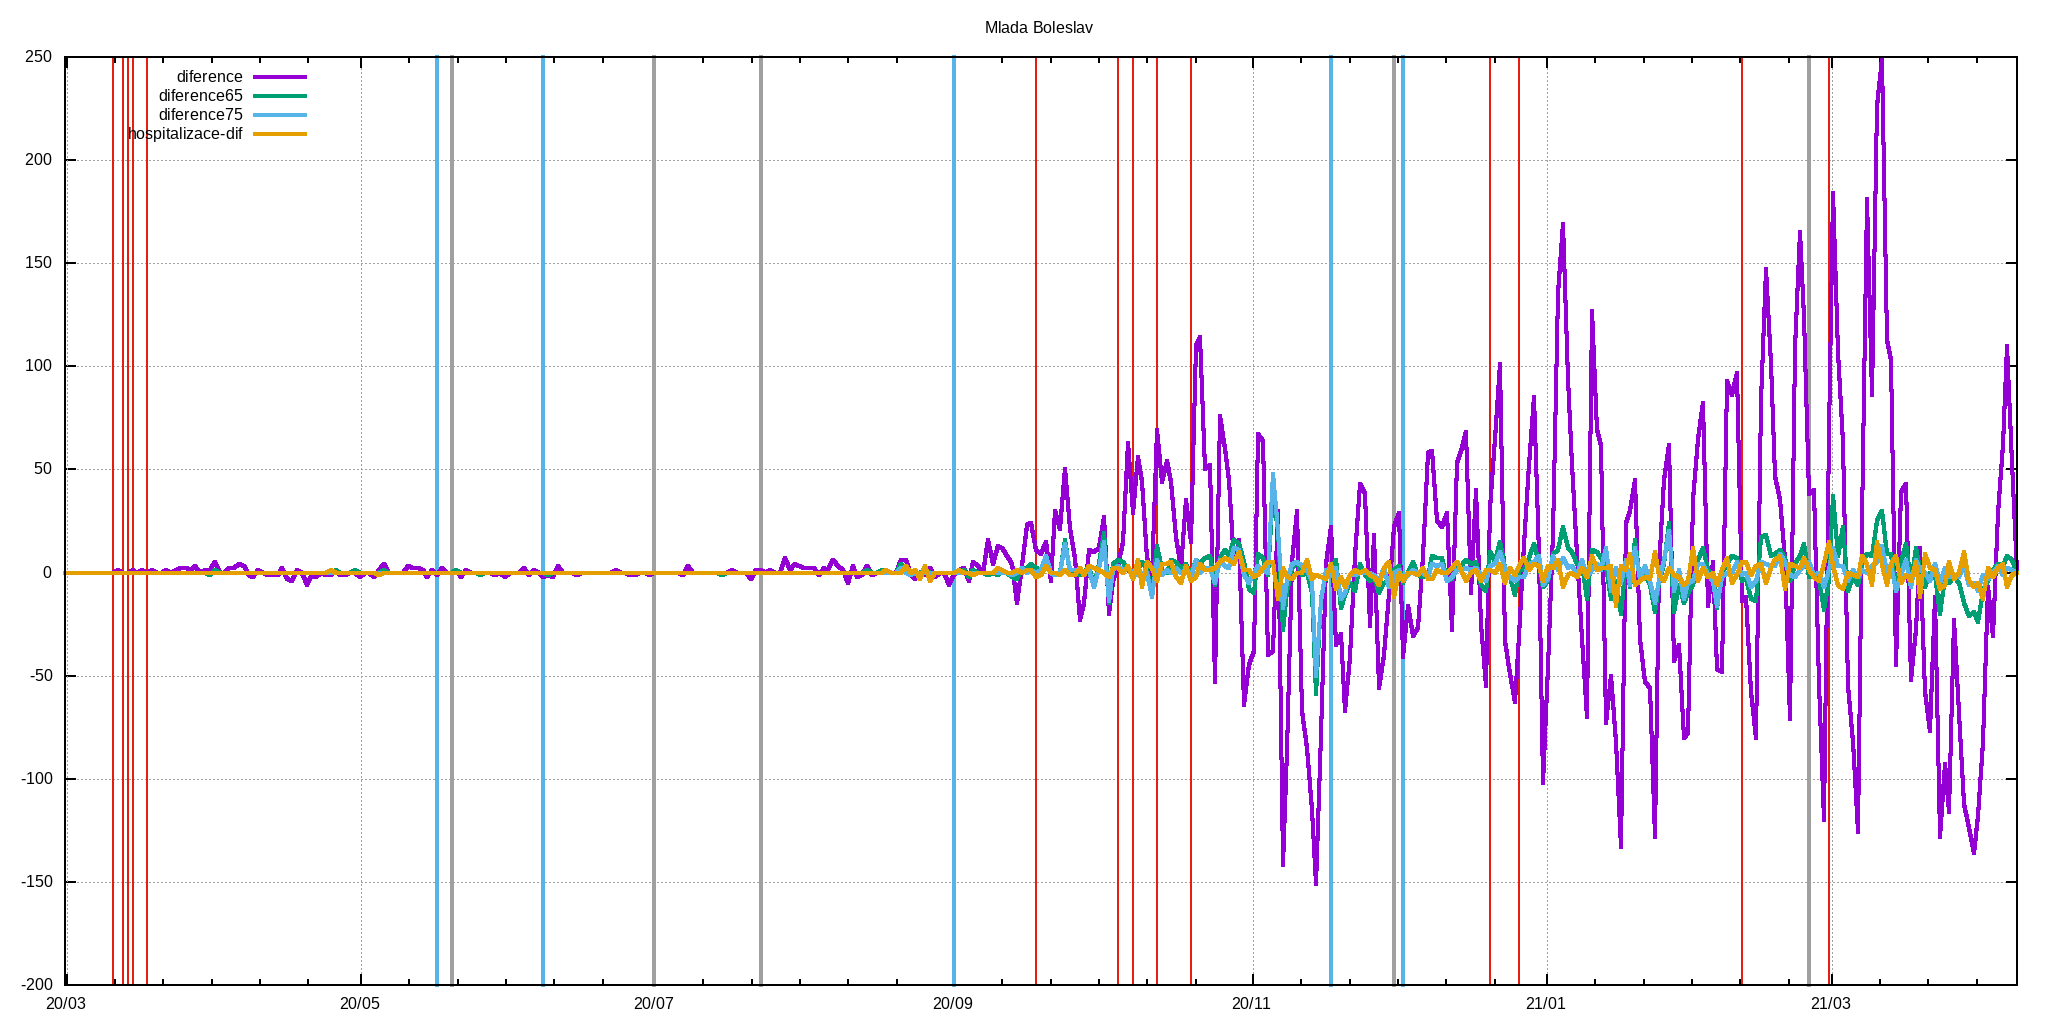 Mlada Boleslav
diference
diference65
diference75
hospitalizace-dif
250
200
150
100
50
0
-50
-100
-150
-200
20/03 20/05 20/07 20/09 20/11 21/01 21/03